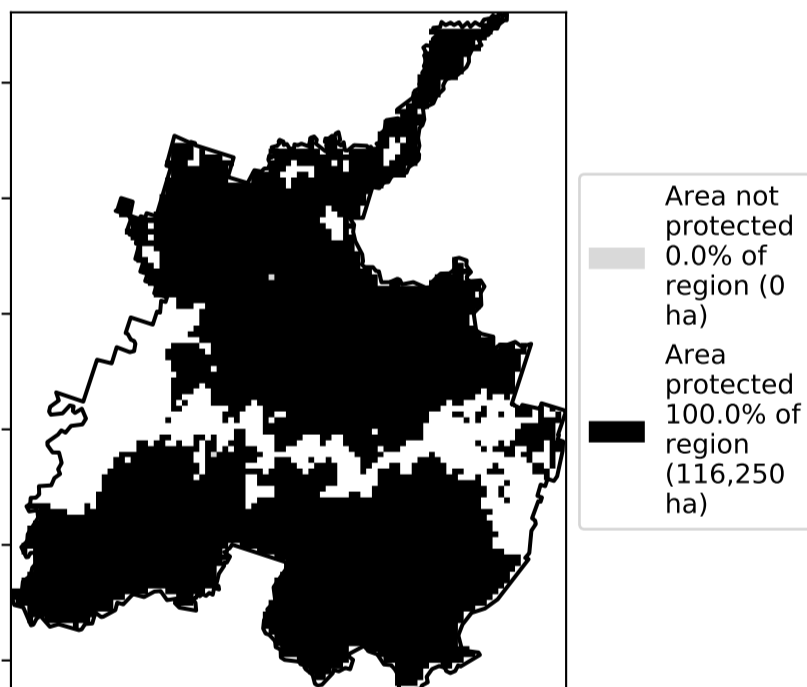 Area not
protected
0.0% of
region (0
ha)
Area
protected
100.0% of
region
(116,250
ha)